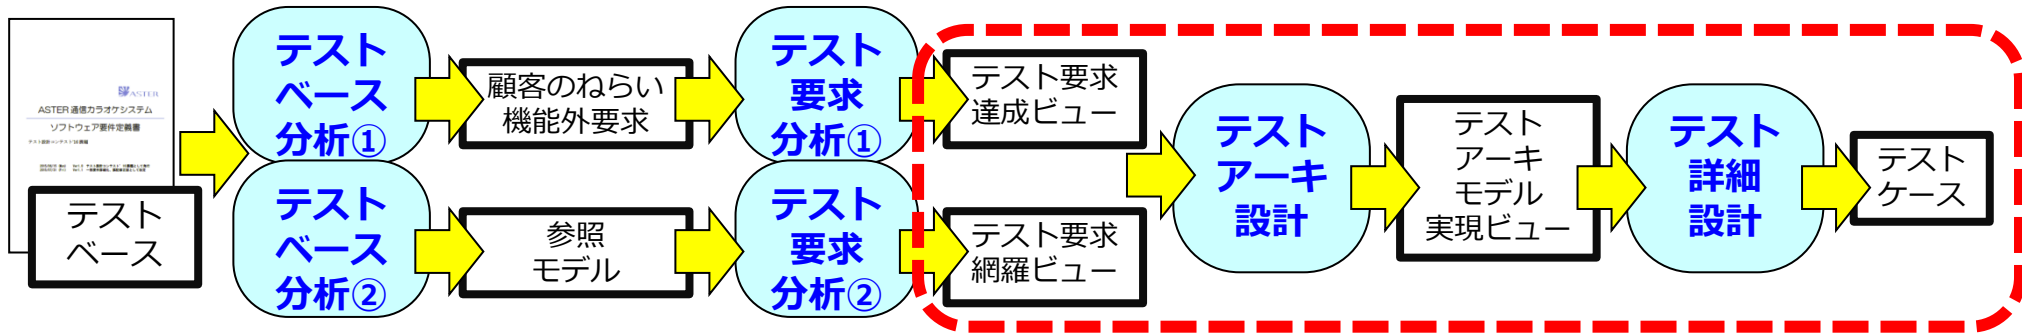 ASTER
ASTER 通信カラオケシステム
ソフトウェア要件定義書
テスト
ベース
テスト
ベース
分析①
テスト
ベース
分析②
顧客のねらい
機能外要求
参照
モデル
テスト
要求
分析①
テスト
要求
分析②
テスト要求
達成ビュー
テスト要求
網羅ビュー
テスト
アーキ
設計
テスト
アーキ
モデル
実現ビュー
テスト
詳細
設計
テスト
ケース